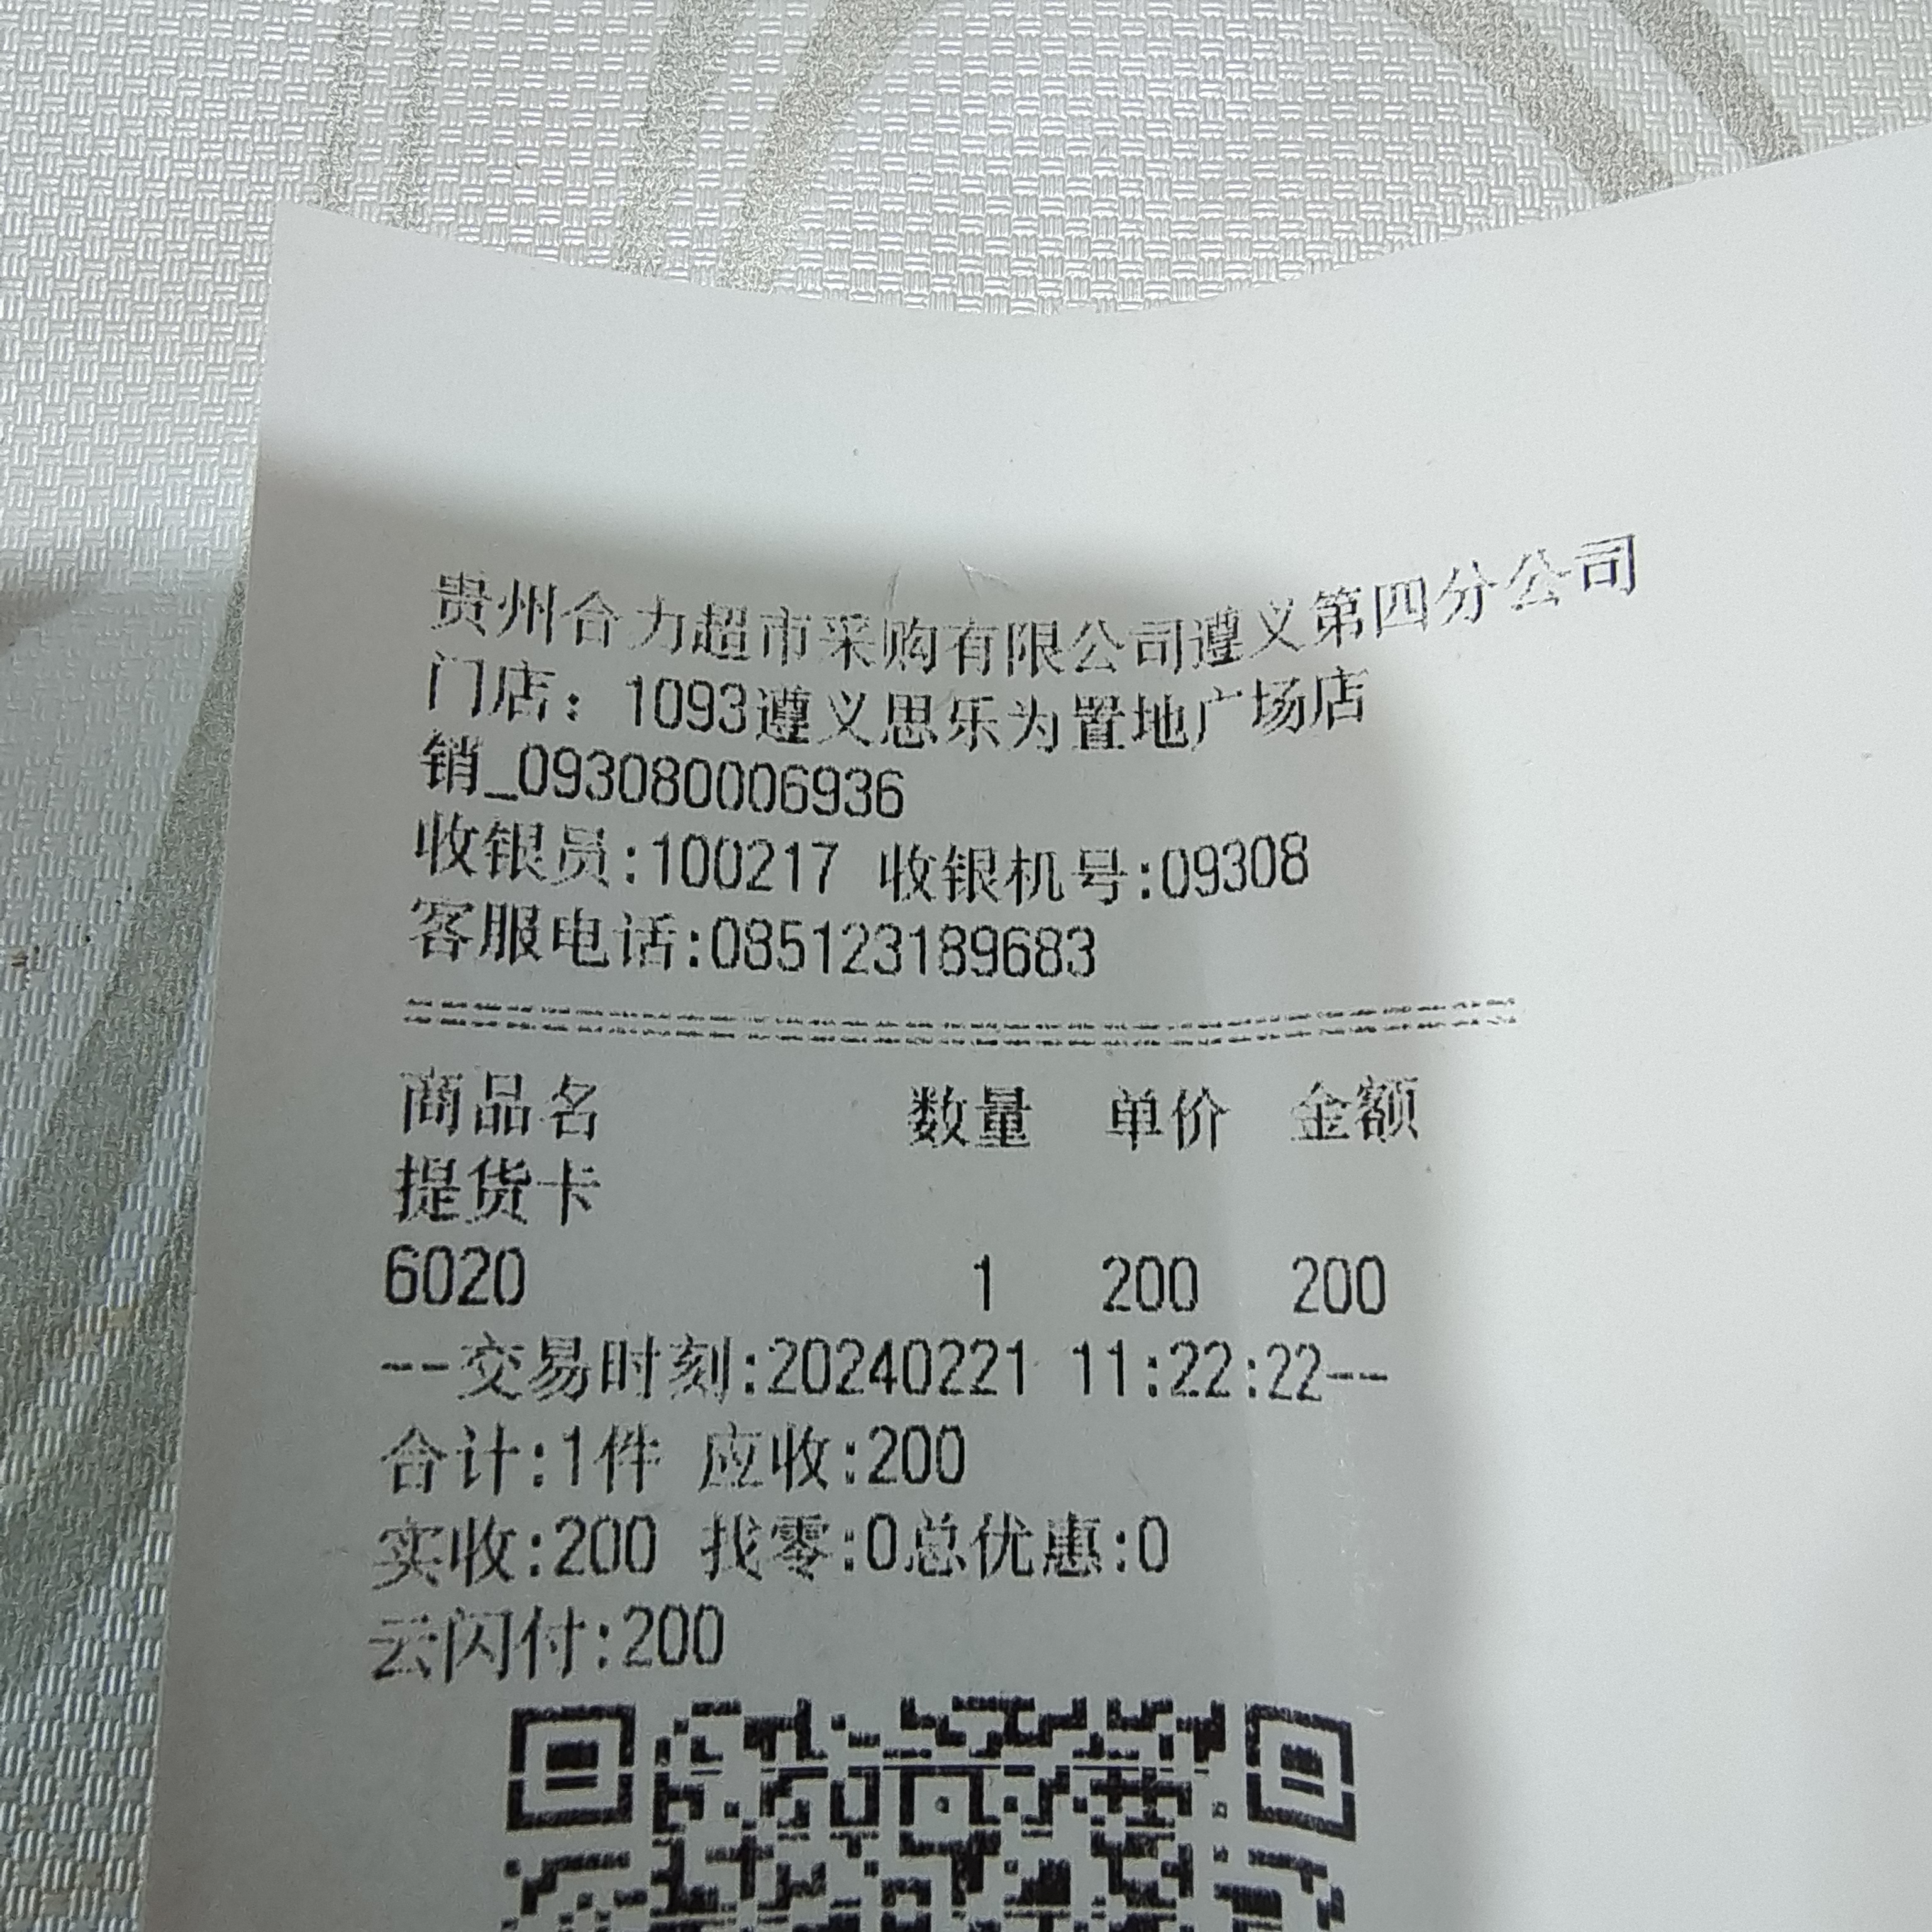 贵州合力超市采购有限公司遵义第四分公司
门店：1093遵义思乐为置地广场店
销_093080006936
收银员:100217 收银机号:09308
客服电话:085123189683
商品名 数量 单价 金额
提货卡
6020 1 200 200
--交易时刻:20240221 11:22:22--
合计:1件 应收:200
实收:200 找零:0总优惠:0
云闪付:200